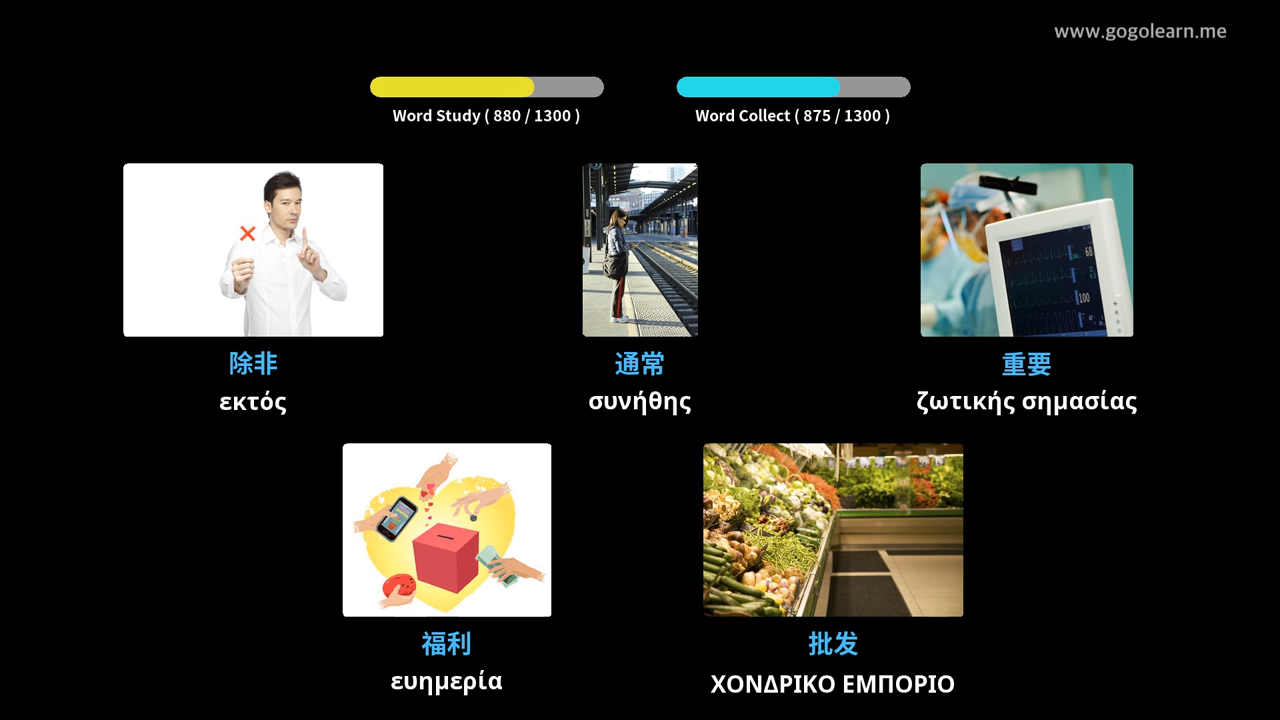 www.gogolearn.me
Word Study ( 880 / 1300 )
Word Collect ( 875 / 1300 )
除非
εκτός
通常
συνήθης
重要
ζωτικής σημασίας
福利
ευημερία
批发
ΧΟΝΔΡΙΚΟ ΕΜΠΟΡΙΟ